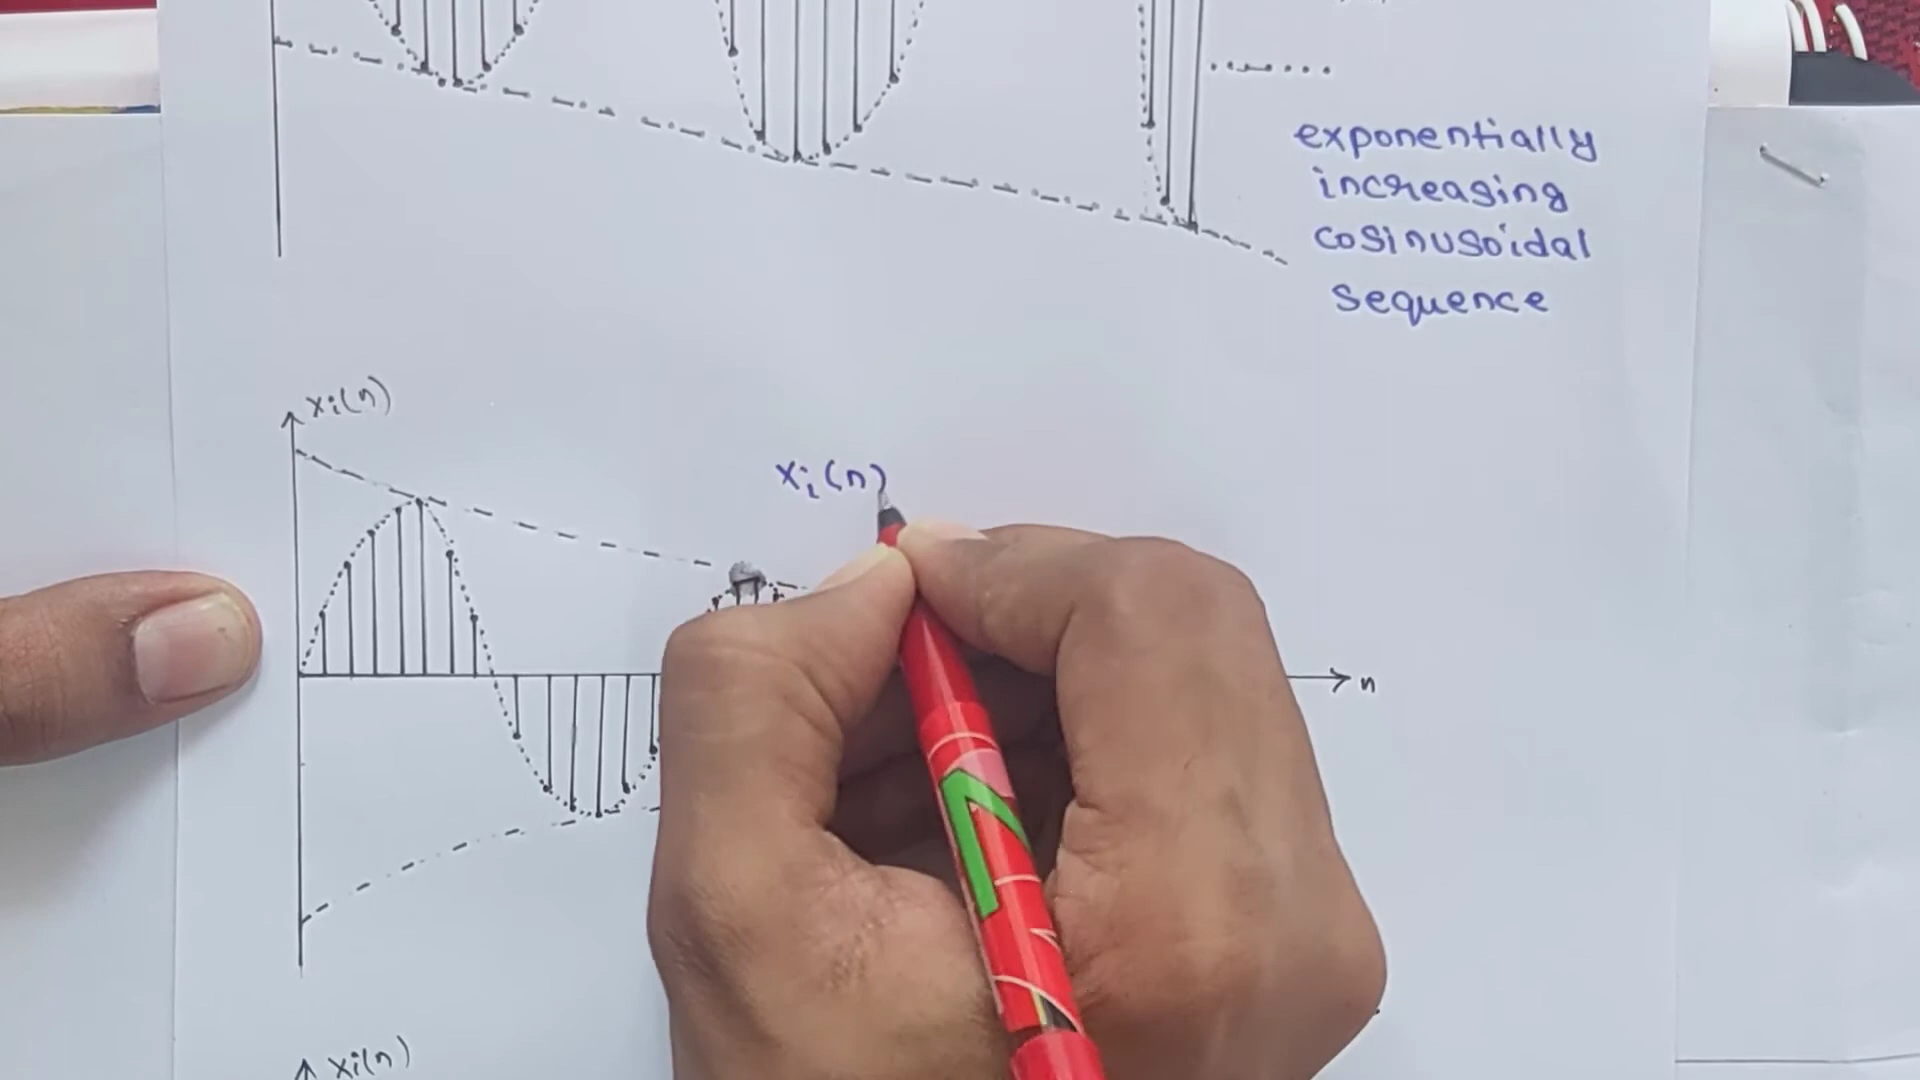 exponentially
increasing
cosinusoidal
sequence
xi(n)
xi(n)
n
xi(n)